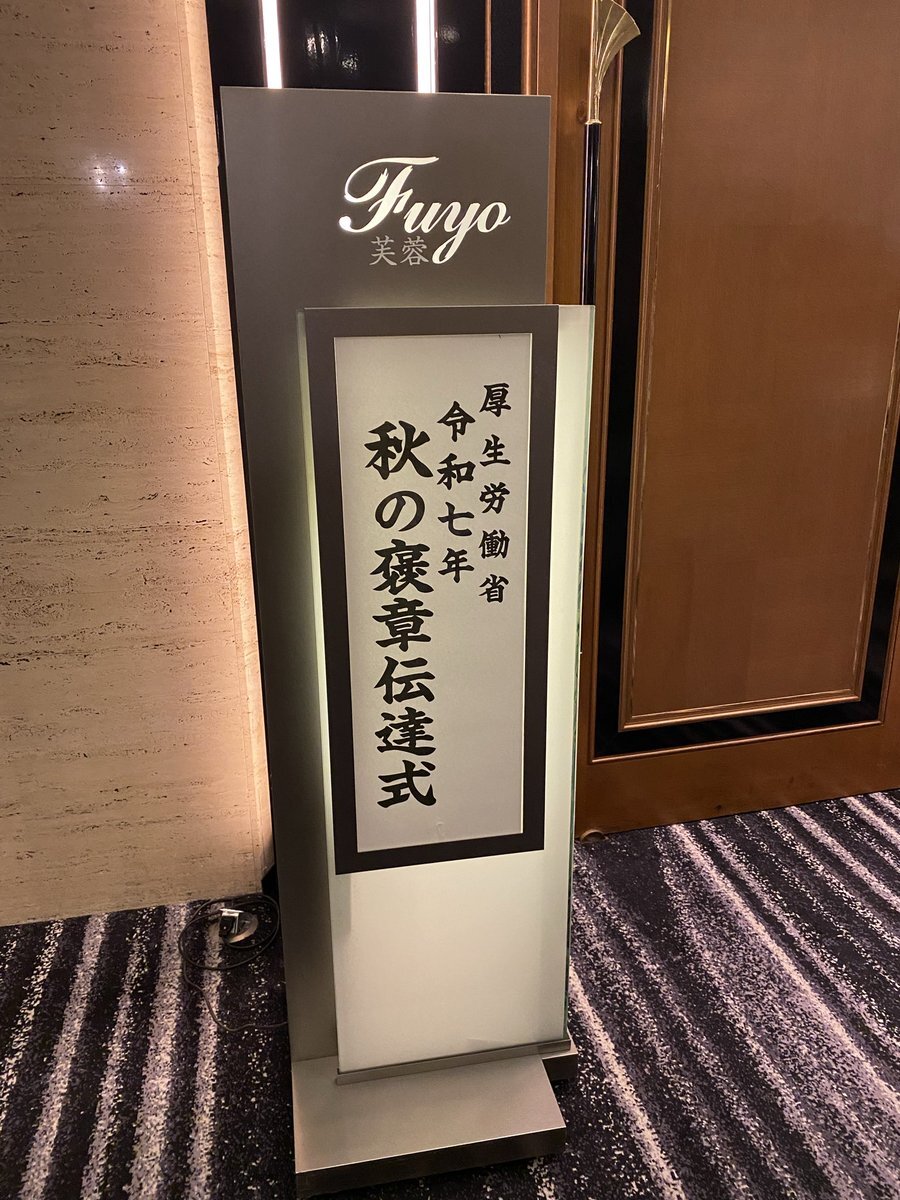 Fuyo
芙蓉
厚生労働省
令和七年
秋の褒章伝達式